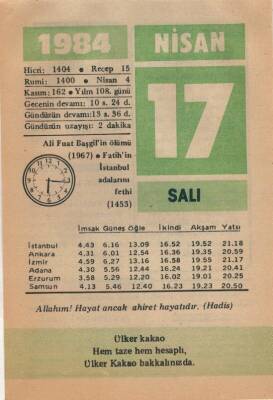 1984
NİSAN
Hicri: 1404 • Recep 15
Rumi: 1400 • Nisan 4
Kasım: 162 • Yılın 108. günü
Gecenin devamı: 10 s. 24 d.
Gündüzün devamı: 13 s. 36 d.
Gündüzün uzayışı: 2 dakika
17
SALI
Ali Fuat Başgil'in ölümü
(1967) • Fatih'in
İstanbul
adalarını
fethi
(1453)
İmsak Güneş Öğle İkindi Akşam Yatsı
İstanbul 4.43 6.16 13.09 16.52 19.52 21.18
Ankara 4.31 6.01 12.54 16.36 19.35 20.59
İzmir 4.59 6.27 13.16 16.58 19.55 21.17
Adana 4.30 5.56 12.44 16.24 19.21 20.41
Erzurum 3.58 5.29 12.20 16.02 19.01 20.25
Samsun 4.13 5.46 12.40 16.23 19.23 20.50
Allahım! Hayat ancak ahiret hayatıdır. (Hadis)
Ülker kakao
Hem taze hem hesaplı,
Ülker Kakao bakkalınızda.